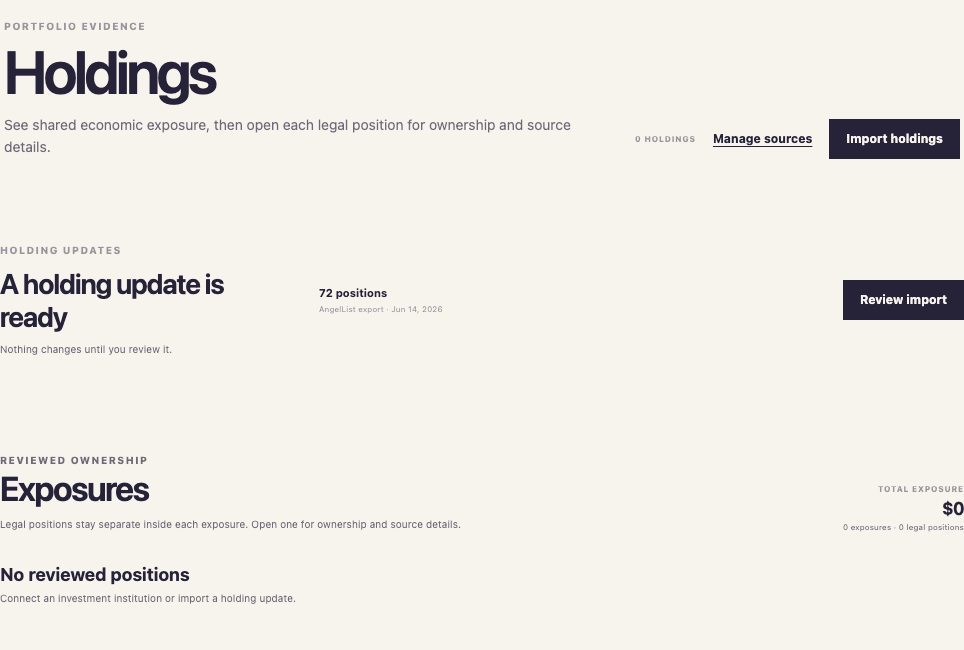 PORTFOLIO EVIDENCE
Holdings
See shared economic exposure, then open each legal position for ownership and source
details.
0 HOLDINGS
Manage sources
Import holdings
HOLDING UPDATES
A holding update is
ready
Nothing changes until you review it.
72 positions
AngelList export · Jun 14, 2026
Review import
REVIEWED OWNERSHIP
Exposures
Legal positions stay separate inside each exposure. Open one for ownership and source details.
TOTAL EXPOSURE
$0
0 exposures · 0 legal positions
No reviewed positions
Connect an investment institution or import a holding update.